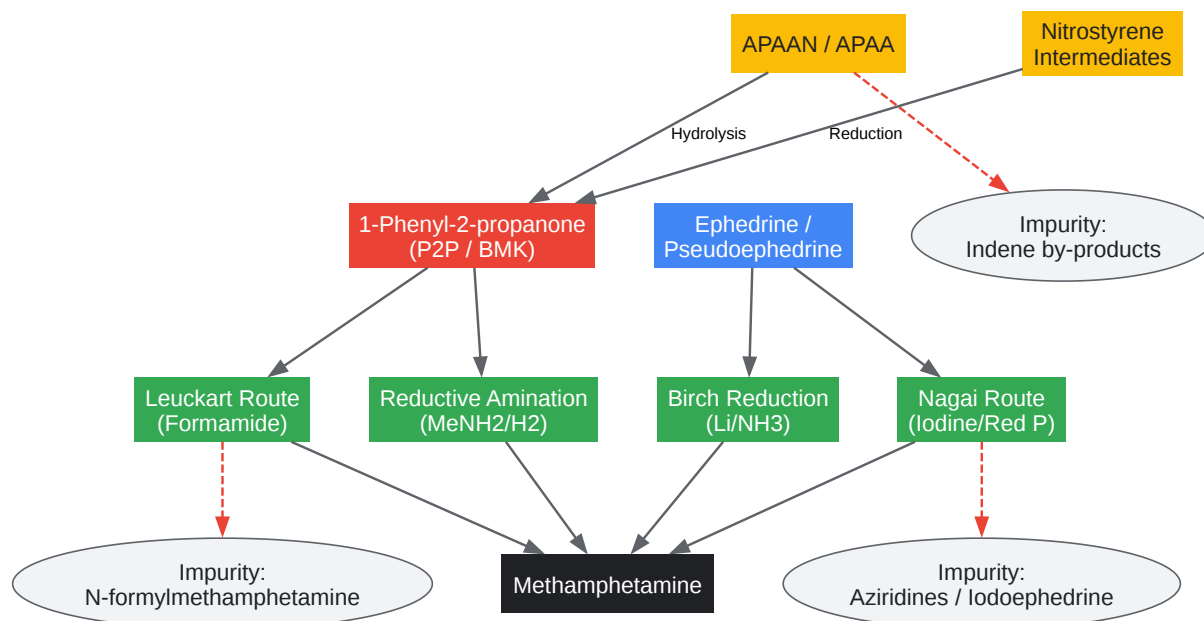 APAAN / APAA
Nitrostyrene
Intermediates
Hydrolysis
Reduction
1-Phenyl-2-propanone
(P2P / BMK)
Ephedrine /
Pseudoephedrine
Impurity:
Indene by-products
Leuckart Route
(Formamide)
Reductive Amination
(MeNH2/H2)
Birch Reduction
(Li/NH3)
Nagai Route
(Iodine/Red P)
Impurity:
N-formylmethamphetamine
Methamphetamine
Impurity:
Aziridines / Iodoephedrine